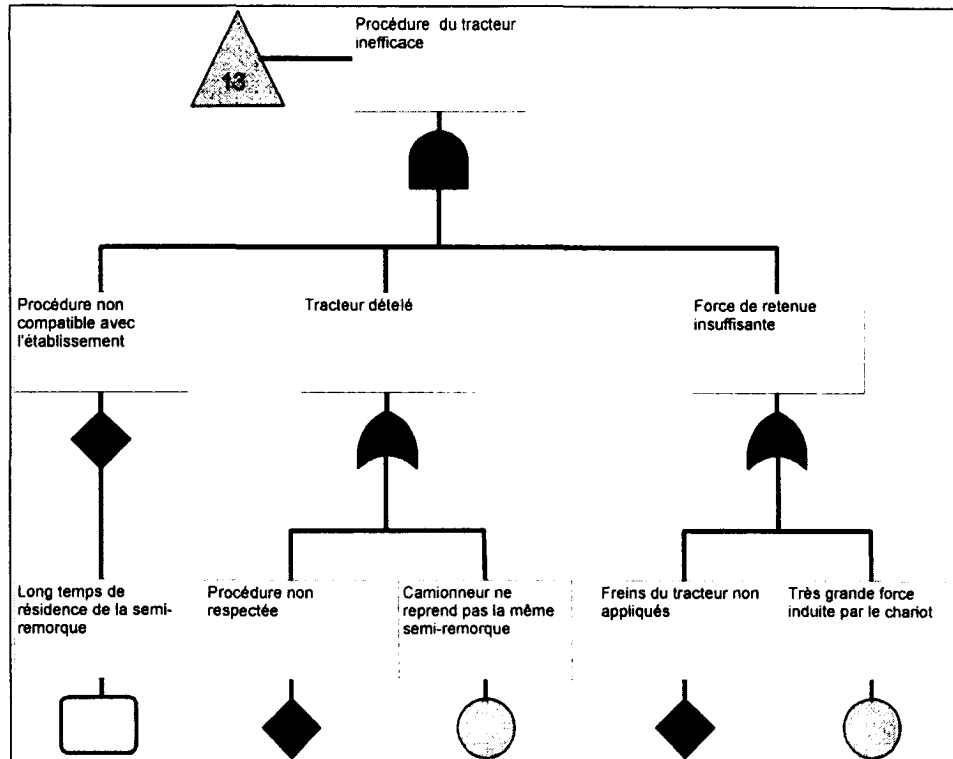 Procédure du tracteur
inefficace
13
Procédure non
compatible avec
l'établissement
Tracteur dételé
Force de retenue
insuffisante
Long temps de
résidence de la semi-
remorque
Procédure non
respectée
Camionneur ne
reprend pas la même
semi-remorque
Freins du tracteur non
appliqués
Très grande force
induite par le chariot